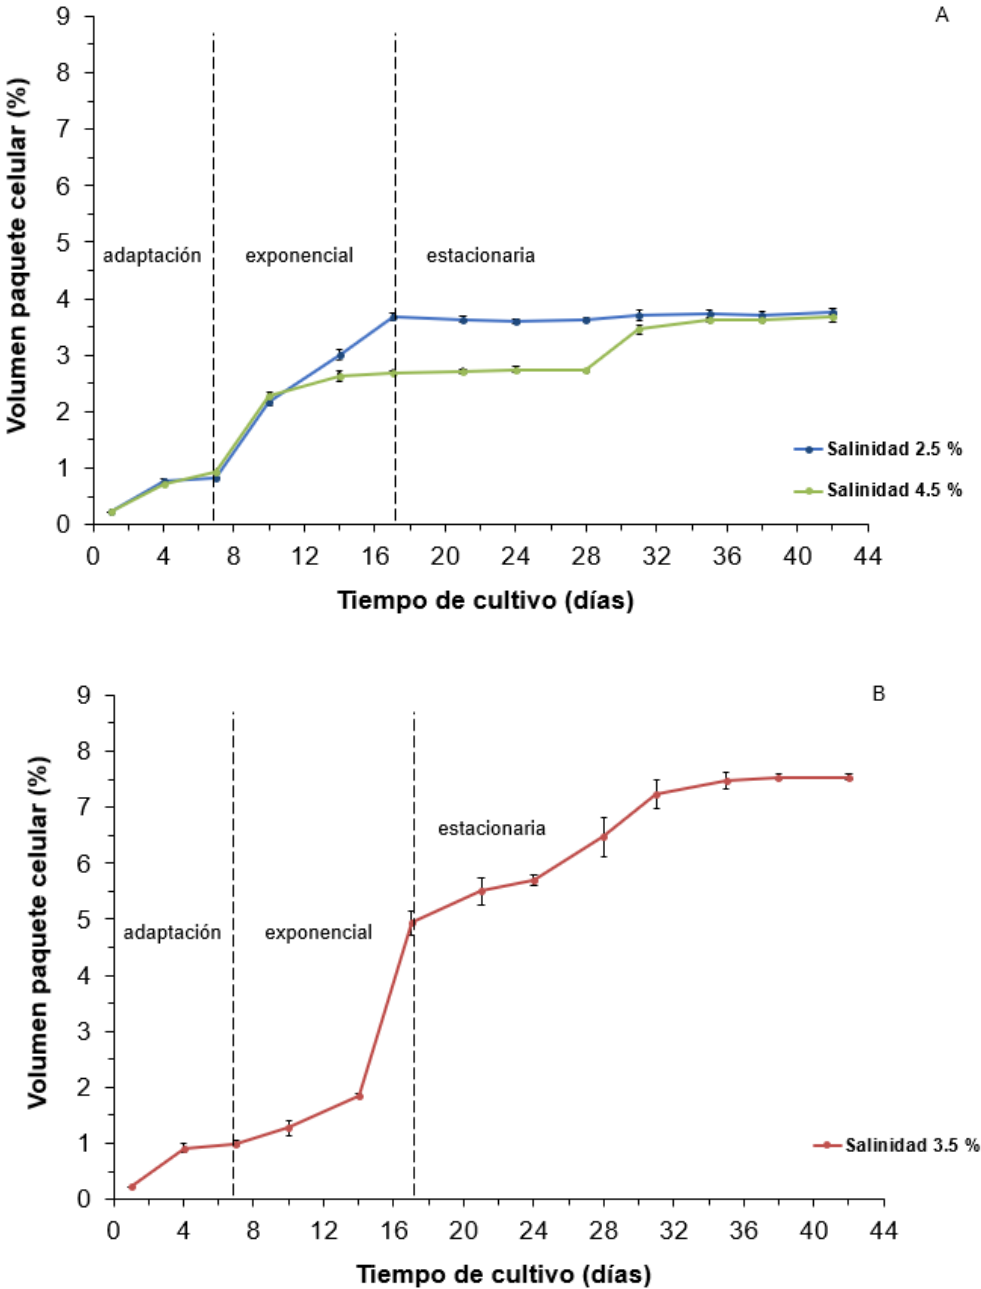 A
9
8
7
6
5
4
3
2
1
0
Volumen paquete celular (%)
adaptación exponencial estacionaria
Salinidad 2.5 %
Salinidad 4.5 %
0 4 8 12 16 20 24 28 32 36 40 44
Tiempo de cultivo (días)
B
9
8
7
6
5
4
3
2
1
0
Volumen paquete celular (%)
estacionaria
adaptación exponencial
Salinidad 3.5 %
0 4 8 12 16 20 24 28 32 36 40 44
Tiempo de cultivo (días)